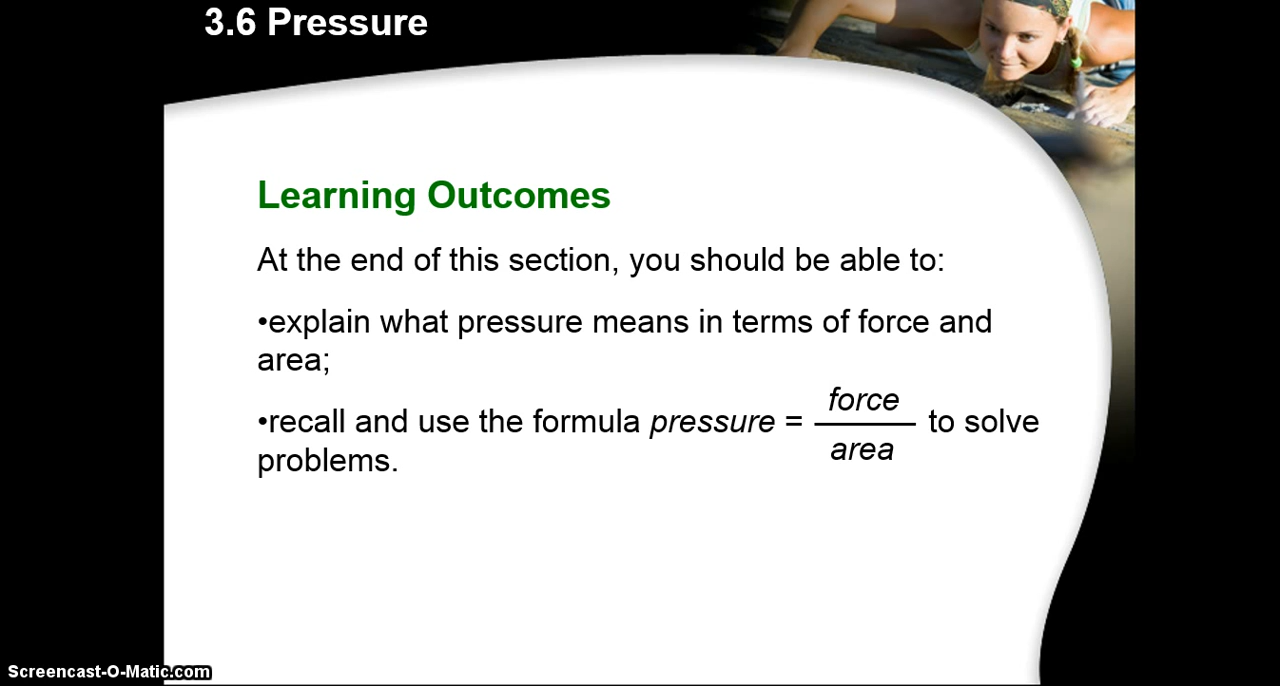 3.6 Pressure
Learning Outcomes
At the end of this section, you should be able to:
•explain what pressure means in terms of force and
area;
•recall and use the formula pressure = force / area to solve
problems.
Screencast-O-Matic.com